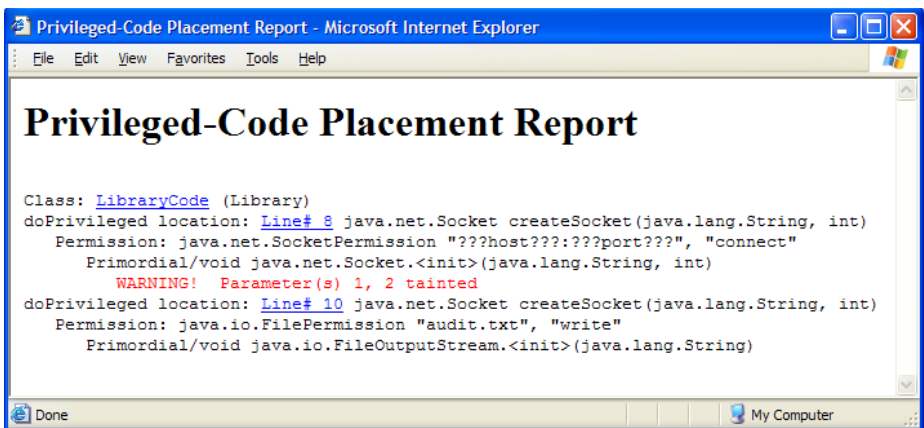 Privileged-Code Placement Report - Microsoft Internet Explorer
File Edit View Favorites Tools Help
Privileged-Code Placement Report
Class: LibraryCode (Library)
doPrivileged location: Line# 8 java.net.Socket createSocket(java.lang.String, int)
Permission: java.net.SocketPermission "???host???:???port???", "connect"
Primordial/void java.net.Socket.<init>(java.lang.String, int)
WARNING! Parameter(s) 1, 2 tainted
doPrivileged location: Line# 10 java.net.Socket createSocket(java.lang.String, int)
Permission: java.io.FilePermission "audit.txt", "write"
Primordial/void java.io.FileOutputStream.<init>(java.lang.String)
Done My Computer